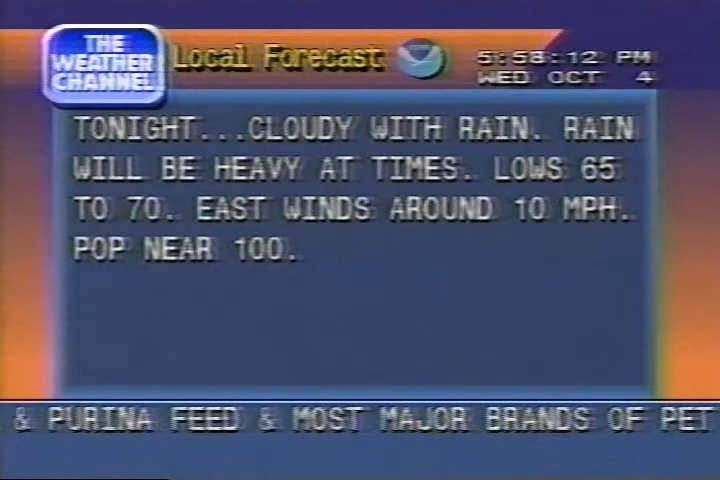 THE
WEATHER
CHANNEL
Local Forecast
5:58:12 PM
WED OCT 4
TONIGHT...CLOUDY WITH RAIN. RAIN
WILL BE HEAVY AT TIMES. LOWS 65
TO 70. EAST WINDS AROUND 10 MPH.
POP NEAR 100.
& PURINA FEED & MOST MAJOR BRANDS OF PET